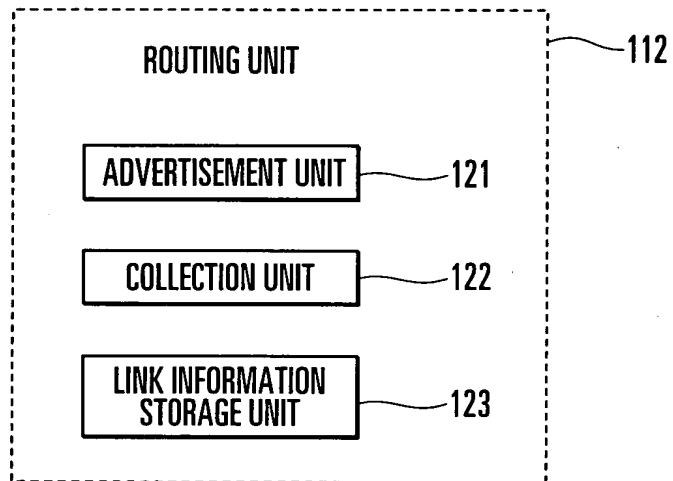 ROUTING UNIT
112
ADVERTISEMENT UNIT
121
COLLECTION UNIT
122
LINK INFORMATION
STORAGE UNIT
123